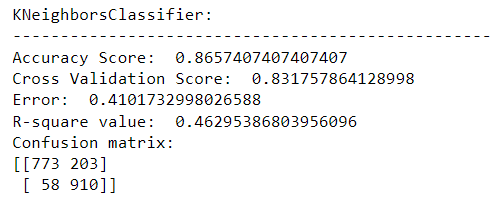 KNeighborsClassifier:
--------------------------------------------------
Accuracy Score:  0.8657407407407407
Cross Validation Score:  0.831757864128998
Error:  0.4101732998026588
R-square value:  0.46295386803956096
Confusion matrix:
[[773 203]
 [ 58 910]]